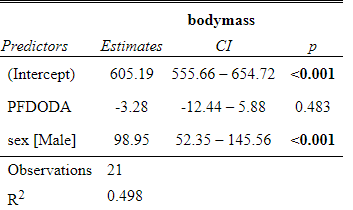 bodymass
Predictors Estimates CI p
(Intercept) 605.19 555.66 – 654.72 <0.001
PFDODA -3.28 -12.44 – 5.88 0.483
sex [Male] 98.95 52.35 – 145.56 <0.001
Observations 21
R2 0.498